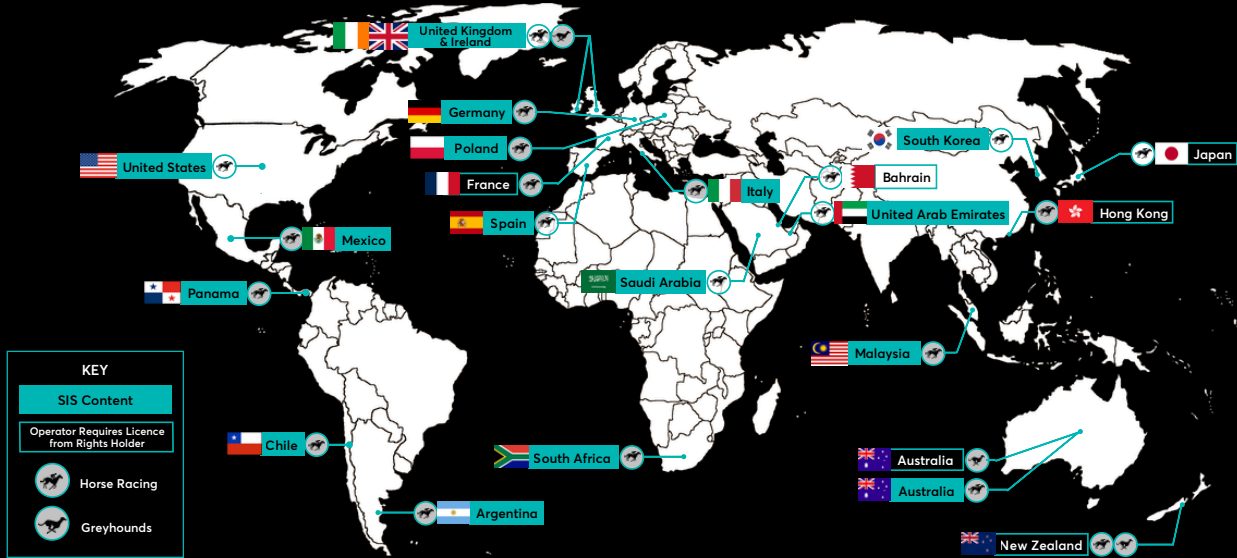 United Kingdom
& Ireland
Germany
Poland
United States
France
Spain
Mexico
Panama
Italy
South Korea
Japan
Bahrain
United Arab Emirates
Hong Kong
Saudi Arabia
Malaysia
KEY
SIS Content
Operator Requires Licence
from Rights Holder
Horse Racing
Greyhounds
Chile
South Africa
Argentina
Australia
Australia
New Zealand